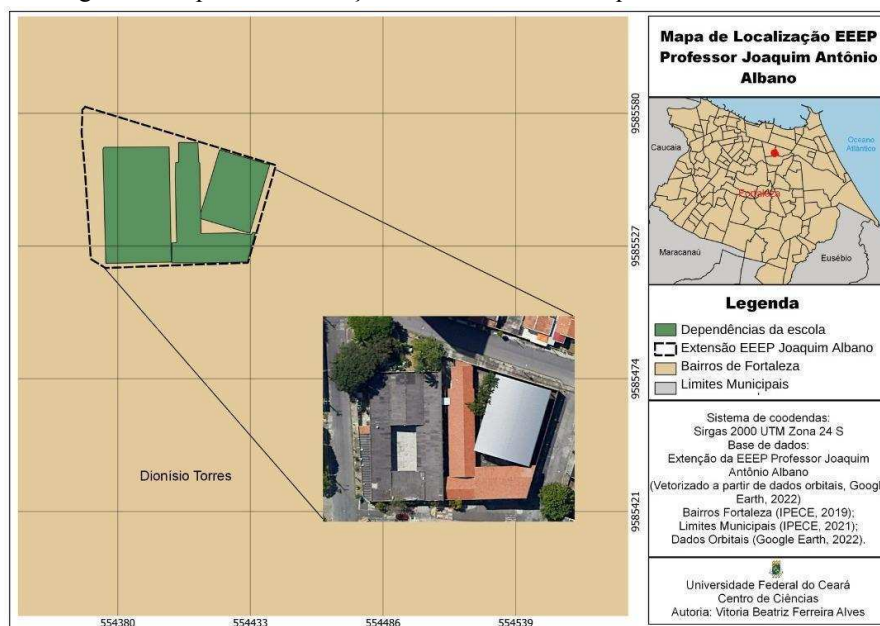 Mapa de Localização EEEP
Professor Joaquim Antônio
Albano
Caucaia
Oceano
Atlântico
Fortaleza
Maracanaú
Eusébio
Legenda
Dependências da escola
Extensão EEEP Joaquim Albano
Bairros de Fortaleza
Limites Municipais
Sistema de coodendas:
Sirgas 2000 UTM Zona 24 S
Base de dados:
Extenção da EEEP Professor Joaquim
Antônio Albano
(Vetorizado a partir de dados orbitais, Googl
Earth, 2022)
Bairros Fortaleza (IPECE, 2019);
Limites Municipais (IPECE, 2021);
Dados Orbitais (Google Earth, 2022).
Universidade Federal do Ceará
Centro de Ciências
Autoria: Vitoria Beatriz Ferreira Alves
Dionísio Torres
9585580
9585527
9585474
9585421
554380
554433
554486
554539